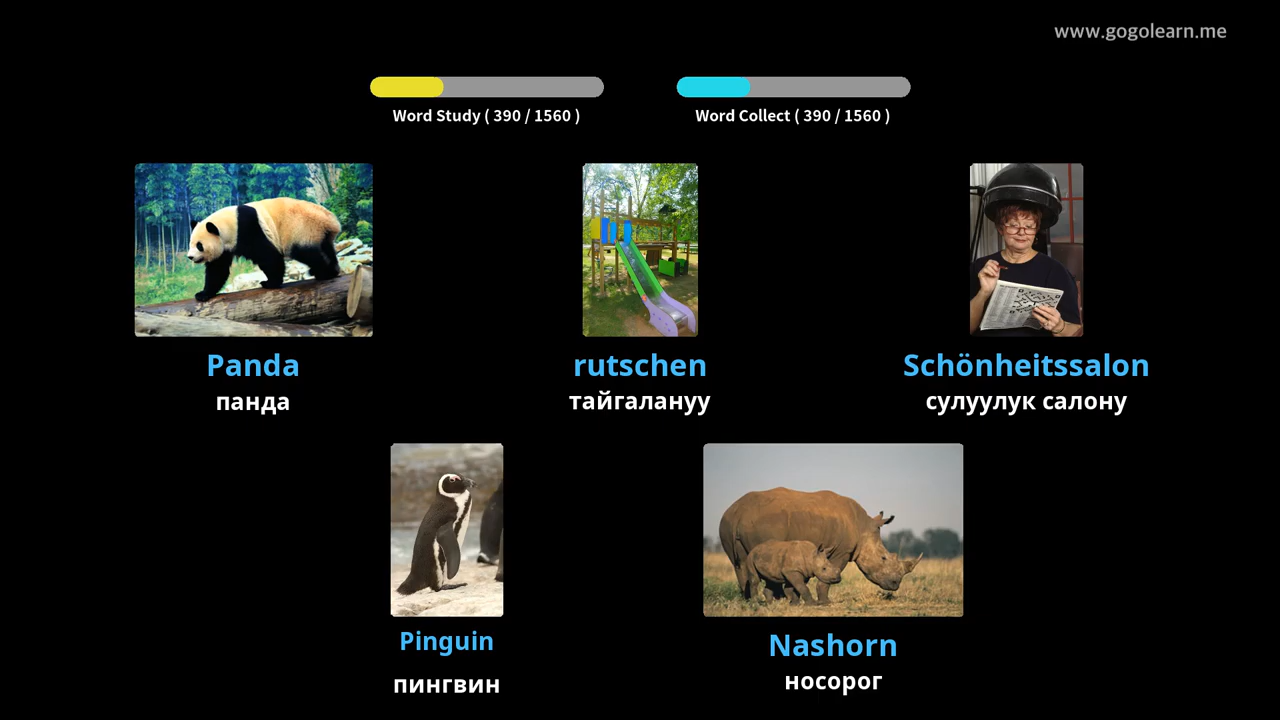 www.gogolearn.me
Word Study ( 390 / 1560 )
Word Collect ( 390 / 1560 )
Panda
панда
rutschen
тайгалануу
Schönheitssalon
сулуулук салону
Pinguin
пингвин
Nashorn
носорог